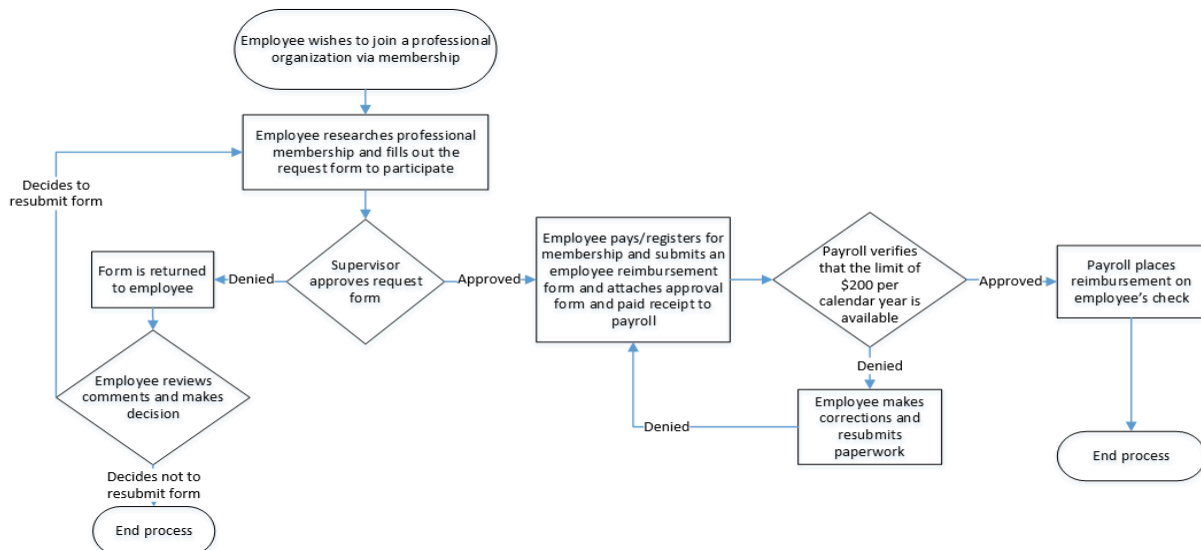 Employee wishes to join a professional
organization via membership
Employee researches professional
membership and fills out the
request form to participate
Decides to
resubmit form
Supervisor
approves request
form
Denied
Form is returned
to employee
Employee reviews
comments and makes
decision
Decides not to
resubmit form
End process
Approved
Employee pays/registers for
membership and submits an
employee reimbursement
form and attaches approval
form and paid receipt to
payroll
Payroll verifies
that the limit of
$200 per
calendar year is
available
Denied
Employee makes
corrections and
resubmits
paperwork
Denied
Approved
Payroll places
reimbursement on
employee’s check
End process